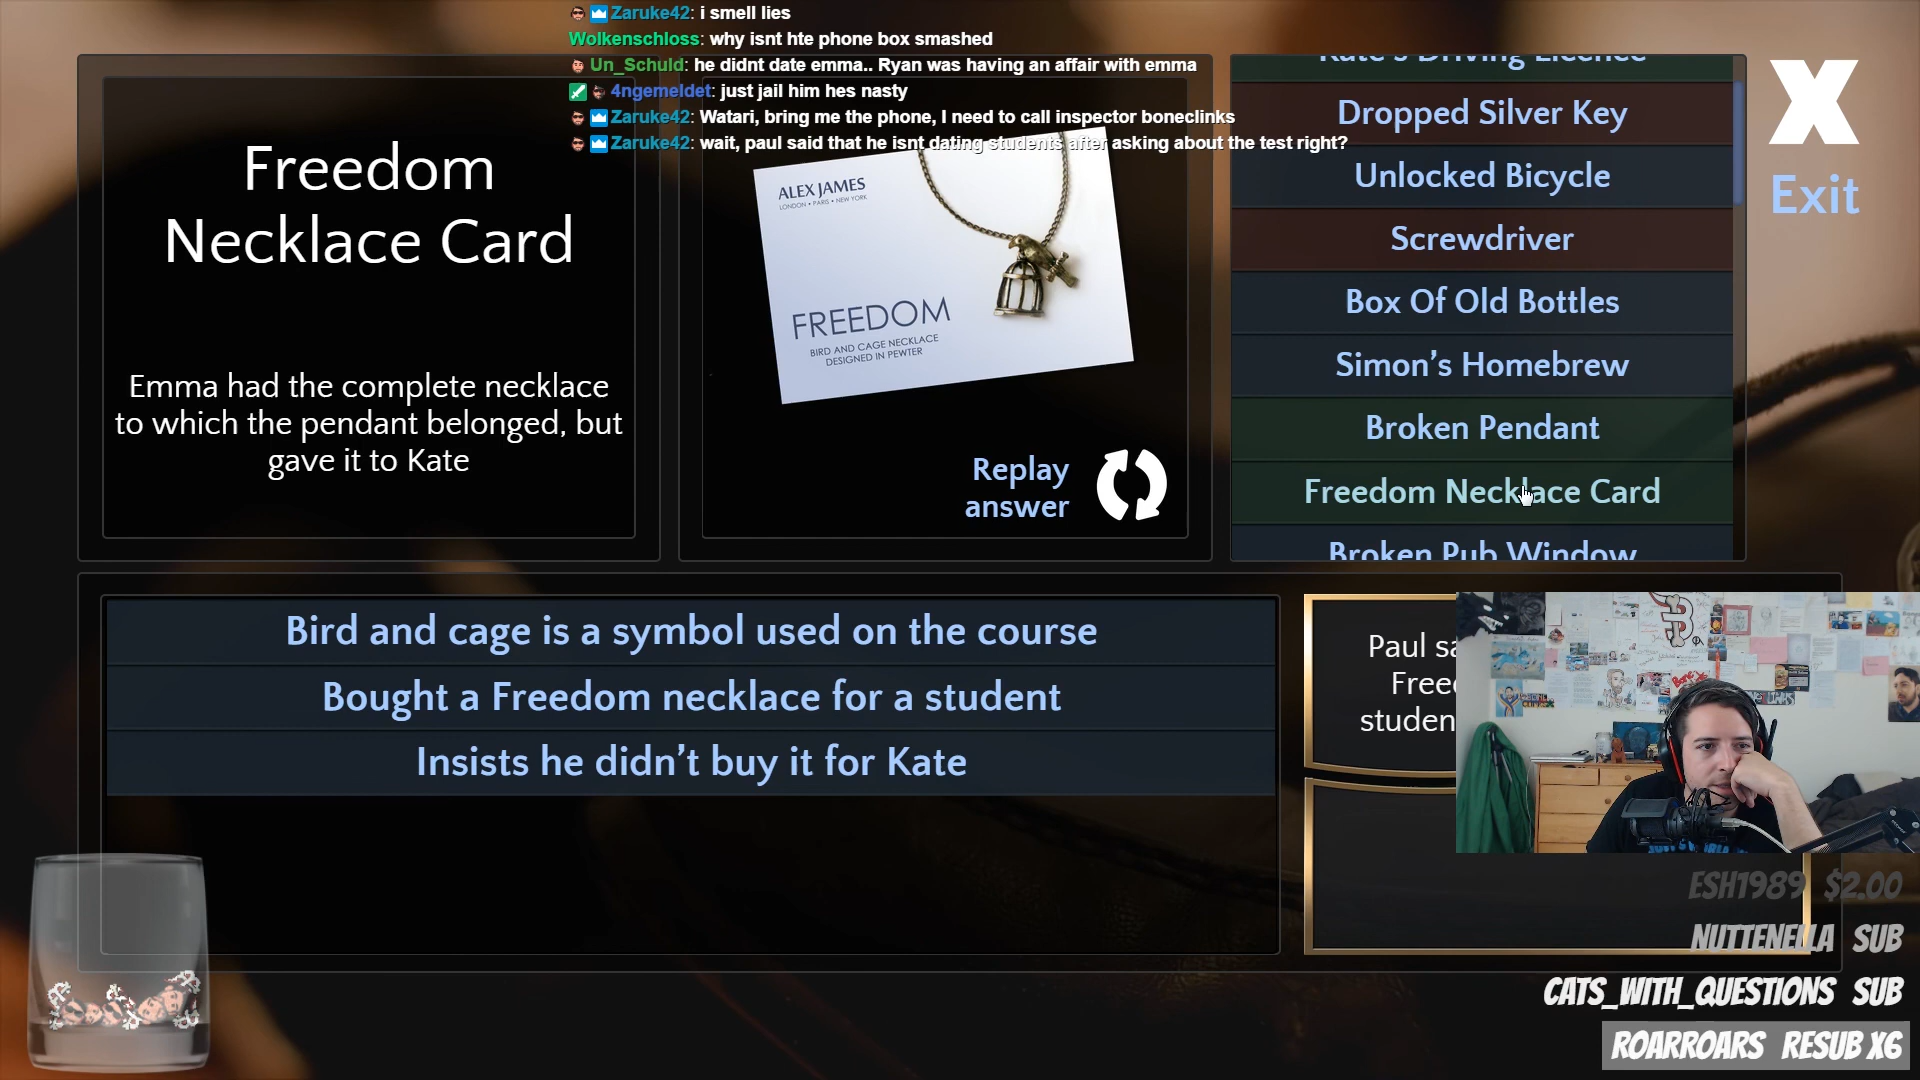 Zaruke42: i smell lies
Wolkenschloss: why isnt hte phone box smashed
Un_Schuld: he didnt date emma.. Ryan was having an affair with emma
4ngemeldet: just jail him hes nasty
Zaruke42: Watari, bring me the phone, I need to call inspector boneclinks
Zaruke42: wait, paul said that he isnt dating students after asking about the test right?
Freedom
Necklace Card
Emma had the complete necklace
to which the pendant belonged, but
gave it to Kate
ALEX JAMES
LONDON • PARIS • NEW YORK
FREEDOM
BIRD AND CAGE NECKLACE
DESIGNED IN PEWTER
Replay
answer
Kate's Driving Licence
Dropped Silver Key
Unlocked Bicycle
Screwdriver
Box Of Old Bottles
Simon's Homebrew
Broken Pendant
Freedom Necklace Card
Broken Pub Window
X
Exit
Bird and cage is a symbol used on the course
Bought a Freedom necklace for a student
Insists he didn't buy it for Kate
Paul
ESH1989 $2.00
NUTTENELLA SUB
CATS_WITH_QUESTIONS SUB
ROARROARS RESUB X6